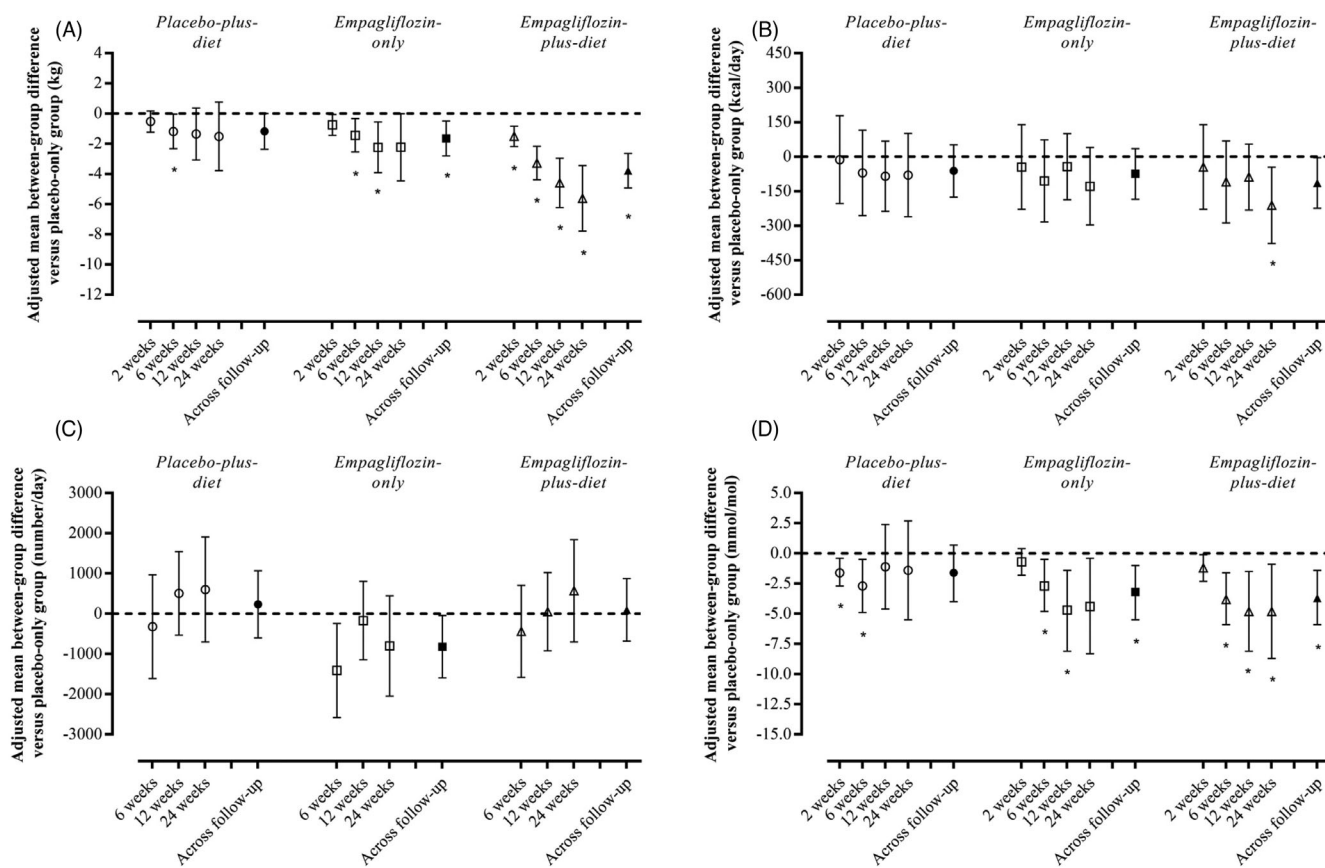 (A)
Placebo-plus-
diet
Empagliflozin-
only
Empagliflozin-
plus-diet
Adjusted mean between-group difference
versus placebo-only group (kg)
4
2
0
-2
-4
-6
-8
-10
-12
*
*
*
*
*
*
*
*
*
2 weeks
6 weeks
12 weeks
24 weeks
Across follow-up
2 weeks
6 weeks
12 weeks
24 weeks
Across follow-up
2 weeks
6 weeks
12 weeks
24 weeks
Across follow-up
(B)
Placebo-plus-
diet
Empagliflozin-
only
Empagliflozin-
plus-diet
Adjusted mean between-group difference
versus placebo-only group (kcal/day)
450
300
150
0
-150
-300
-450
-600
*
2 weeks
6 weeks
12 weeks
24 weeks
Across follow-up
2 weeks
6 weeks
12 weeks
24 weeks
Across follow-up
2 weeks
6 weeks
12 weeks
24 weeks
Across follow-up
(C)
Placebo-plus-
diet
Empagliflozin-
only
Empagliflozin-
plus-diet
Adjusted mean between-group difference
versus placebo-only group (number/day)
3000
2000
1000
0
-1000
-2000
-3000
6 weeks
12 weeks
24 weeks
Across follow-up
6 weeks
12 weeks
24 weeks
Across follow-up
6 weeks
12 weeks
24 weeks
Across follow-up
(D)
Placebo-plus-
diet
Empagliflozin-
only
Empagliflozin-
plus-diet
Adjusted mean between-group difference
versus placebo-only group (mmol/mol)
5.0
2.5
0.0
-2.5
-5.0
-7.5
-10.0
-12.5
-15.0
*
*
*
*
*
*
*
*
*
2 weeks
6 weeks
12 weeks
24 weeks
Across follow-up
2 weeks
6 weeks
12 weeks
24 weeks
Across follow-up
2 weeks
6 weeks
12 weeks
24 weeks
Across follow-up